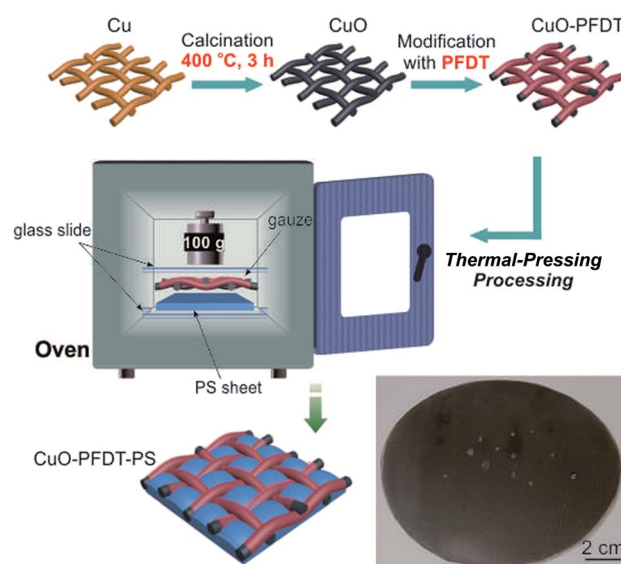 Cu
Calcination
400 °C, 3 h
CuO
Modification
with PFDT
CuO-PFDT
glass slide
100 g
gauze
Thermal-Pressing
Processing
Oven
PS sheet
CuO-PFDT-PS
2 cm